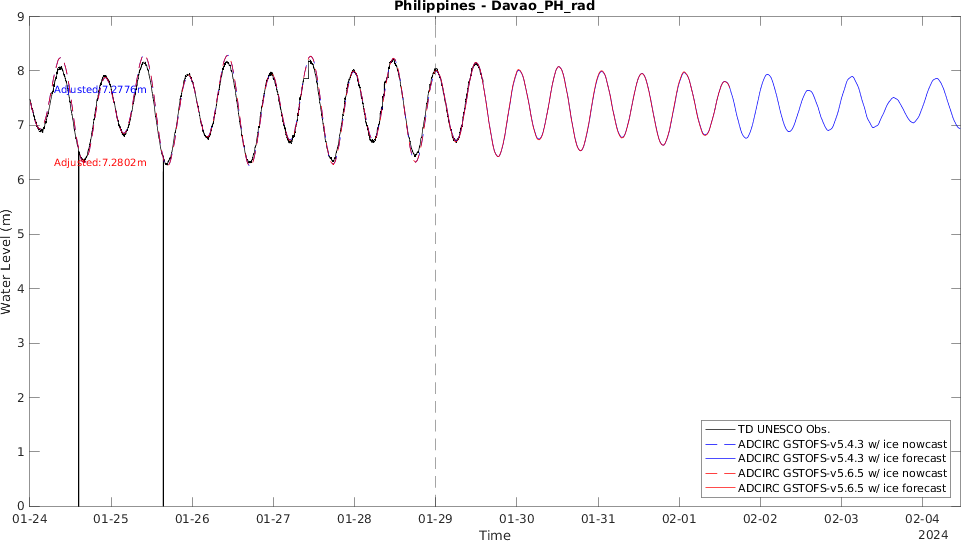 Philippines - Davao_PH_rad
9
8
7
6
5
4
3
2
1
0
Water Level (m)
Adjusted:7.2776m
Adjusted:7.2802m
TD UNESCO Obs.
ADCIRC GSTOFS-v5.4.3 w/ ice nowcast
ADCIRC GSTOFS-v5.4.3 w/ ice forecast
ADCIRC GSTOFS-v5.6.5 w/ ice nowcast
ADCIRC GSTOFS-v5.6.5 w/ ice forecast
01-24 01-25 01-26 01-27 01-28 01-29 01-30 01-31 02-01 02-02 02-03 02-04
Time
2024